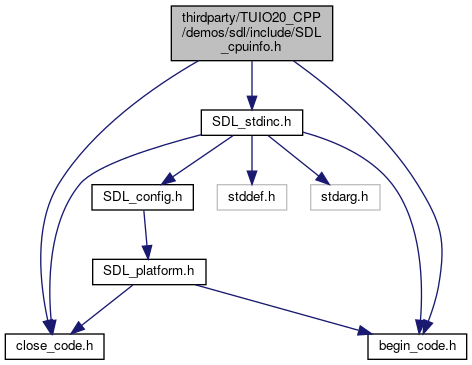 thirdparty/TUIO20_CPP
/demos/sdl/include/SDL
_cpuinfo.h
SDL_stdinc.h
SDL_config.h
stddef.h
stdarg.h
SDL_platform.h
close_code.h
begin_code.h